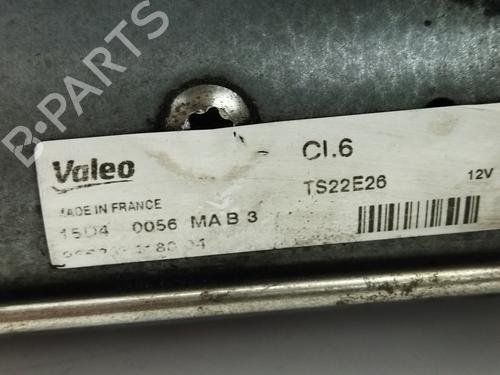 B-PARTS
Valeo
CL.6
TS22E26
12V
MADE IN FRANCE
15D4 0056 MA B 3